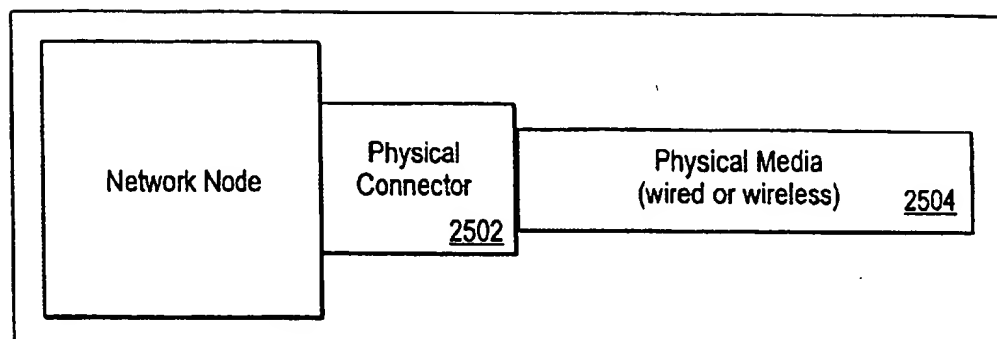 Network Node
Physical
Connector
2502
Physical Media
(wired or wireless)
2504